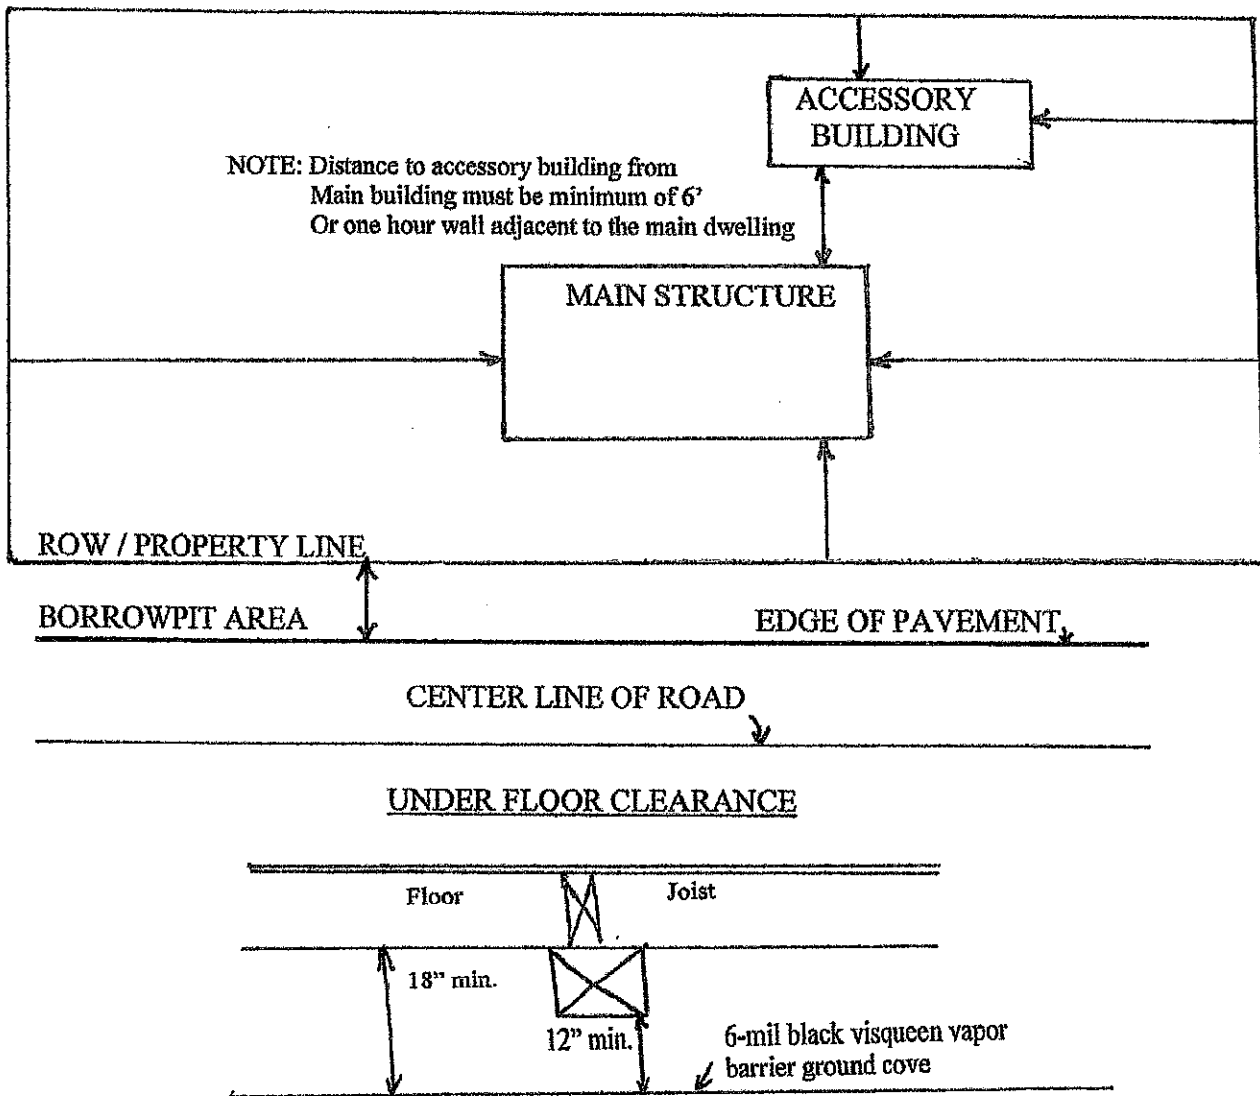 ACCESSORY
BUILDING
NOTE: Distance to accessory building from
Main building must be minimum of 6'
Or one hour wall adjacent to the main dwelling
MAIN STRUCTURE
ROW / PROPERTY LINE
BORROWPIT AREA
EDGE OF PAVEMENT
CENTER LINE OF ROAD
UNDER FLOOR CLEARANCE
Floor
Joist
18" min.
12" min.
6-mil black visqueen vapor
barrier ground cove